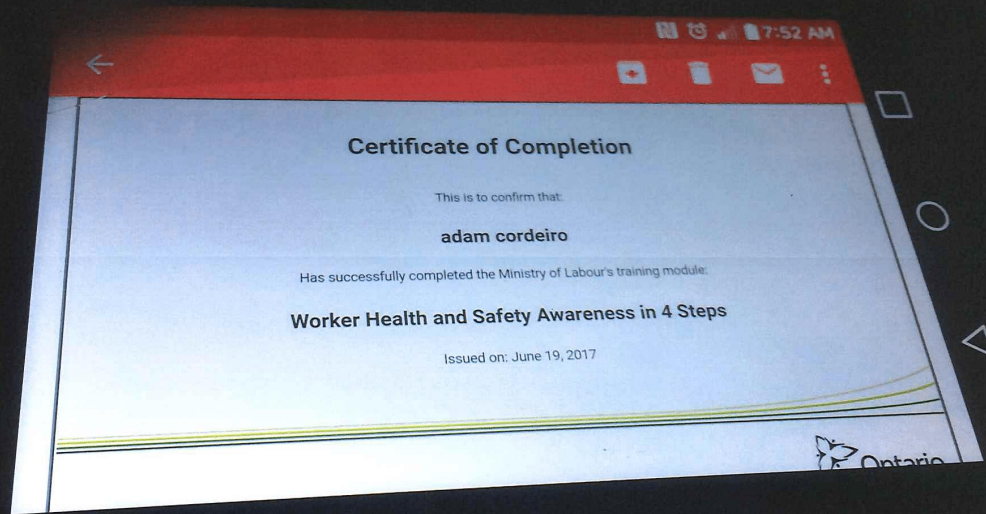 7:52 AM
Certificate of Completion
This is to confirm that:
adam cordeiro
Has successfully completed the Ministry of Labour's training module:
Worker Health and Safety Awareness in 4 Steps
Issued on: June 19, 2017
Ontario